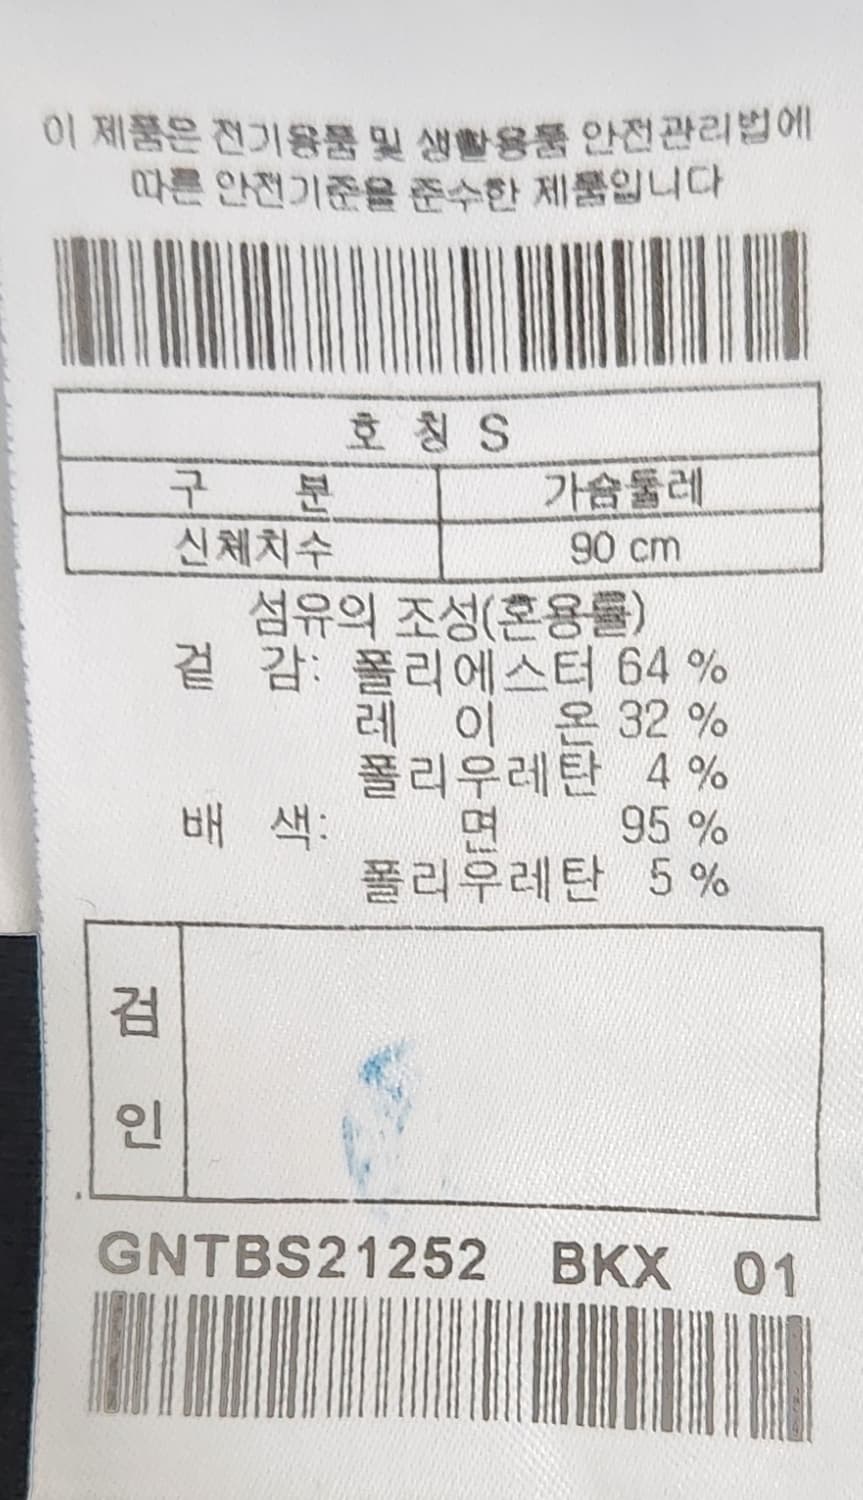 이 제품은 전기용품 및 생활용품 안전관리법에
따른 안전기준을 준수한 제품입니다
호 칭 S
구 분 가슴둘레
신체치수 90 cm
섬유의 조성(혼용률)
겉 감: 폴리에스터 64 %
레 이 온 32 %
폴리우레탄 4 %
배 색: 면 95 %
폴리우레탄 5 %
검
인
GNTBS21252 BKX 01